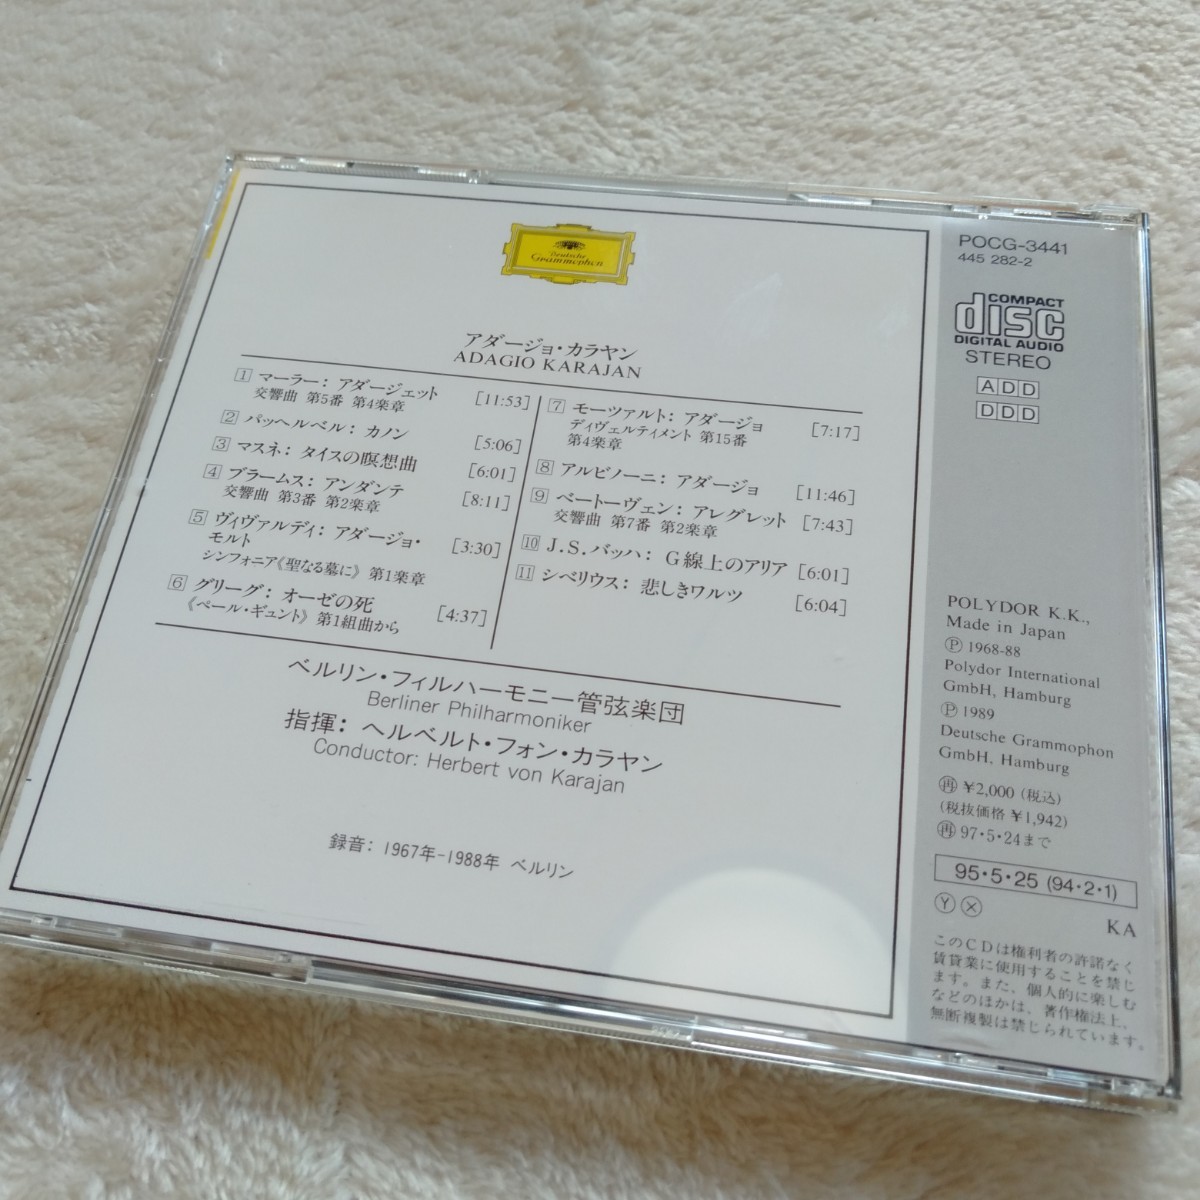 Deutsche
Grammophon
アダージョ・カラヤン
ADAGIO KARAJAN
1 マーラー： アダージェット [11:53]
交響曲 第5番 第4楽章
2 パッヘルベル： カノン [5:06]
3 マスネ： タイスの瞑想曲 [6:01]
4 ブラームス： アンダンテ [8:11]
交響曲 第3番 第2楽章
5 ヴィヴァルディ： アダージョ・ [3:30]
モルト
シンフォニア《聖なる墓に》 第1楽章
6 グリーグ： オーゼの死 [4:37]
《ペール・ギュント》 第1組曲から
7 モーツァルト： アダージョ [7:17]
ディヴェルティメント 第15番
第4楽章
8 アルビノーニ： アダージョ [11:46]
9 ベートーヴェン： アレグレット [7:43]
交響曲 第7番 第2楽章
10 J.S.バッハ： G線上のアリア [6:01]
11 シベリウス： 悲しきワルツ [6:04]
ベルリン・フィルハーモニー管弦楽団
Berliner Philharmoniker
指揮： ヘルベルト・フォン・カラヤン
Conductor: Herbert von Karajan
録音： 1967年-1988年 ベルリン
POCG-3441
445 282-2
COMPACT
disc
DIGITAL AUDIO
STEREO
ADD
DDD
POLYDOR K.K.,
Made in Japan
Ⓟ 1968-88
Polydor International
GmbH, Hamburg
Ⓟ 1989
Deutsche Grammophon
GmbH, Hamburg
再 ¥2,000 (税込)
(税抜価格 ¥1,942)
再 97・5・24まで
95・5・25 (94・2・1)
Ⓨ Ⓧ
KA
このCDは権利者の許諾なく
賃貸業に使用することを禁じ
ます。また、個人的に楽しむ
などのほかは、著作権法上、
無断複製は禁じられています。